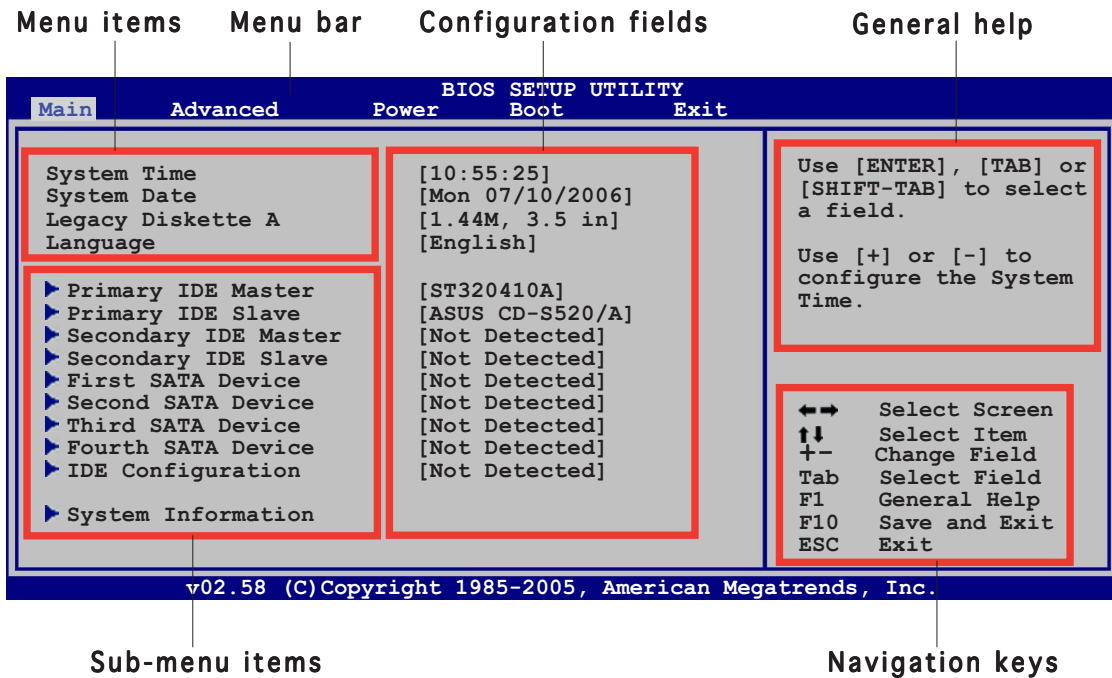 Menu items Menu bar Configuration fields General help
BIOS SETUP UTILITY
Main Advanced Power Boot Exit
System Time [10:55:25]
System Date [Mon 07/10/2006]
Legacy Diskette A [1.44M, 3.5 in]
Language [English]
Primary IDE Master [ST320410A]
Primary IDE Slave [ASUS CD-S520/A]
Secondary IDE Master [Not Detected]
Secondary IDE Slave [Not Detected]
First SATA Device [Not Detected]
Second SATA Device [Not Detected]
Third SATA Device [Not Detected]
Fourth SATA Device [Not Detected]
IDE Configuration [Not Detected]
System Information
Use [ENTER], [TAB] or
[SHIFT-TAB] to select
a field.
Use [+] or [-] to
configure the System
Time.
←→ Select Screen
↑↓ Select Item
+- Change Field
Tab Select Field
F1 General Help
F10 Save and Exit
ESC Exit
v02.58 (C)Copyright 1985-2005, American Megatrends, Inc.
Sub-menu items Navigation keys